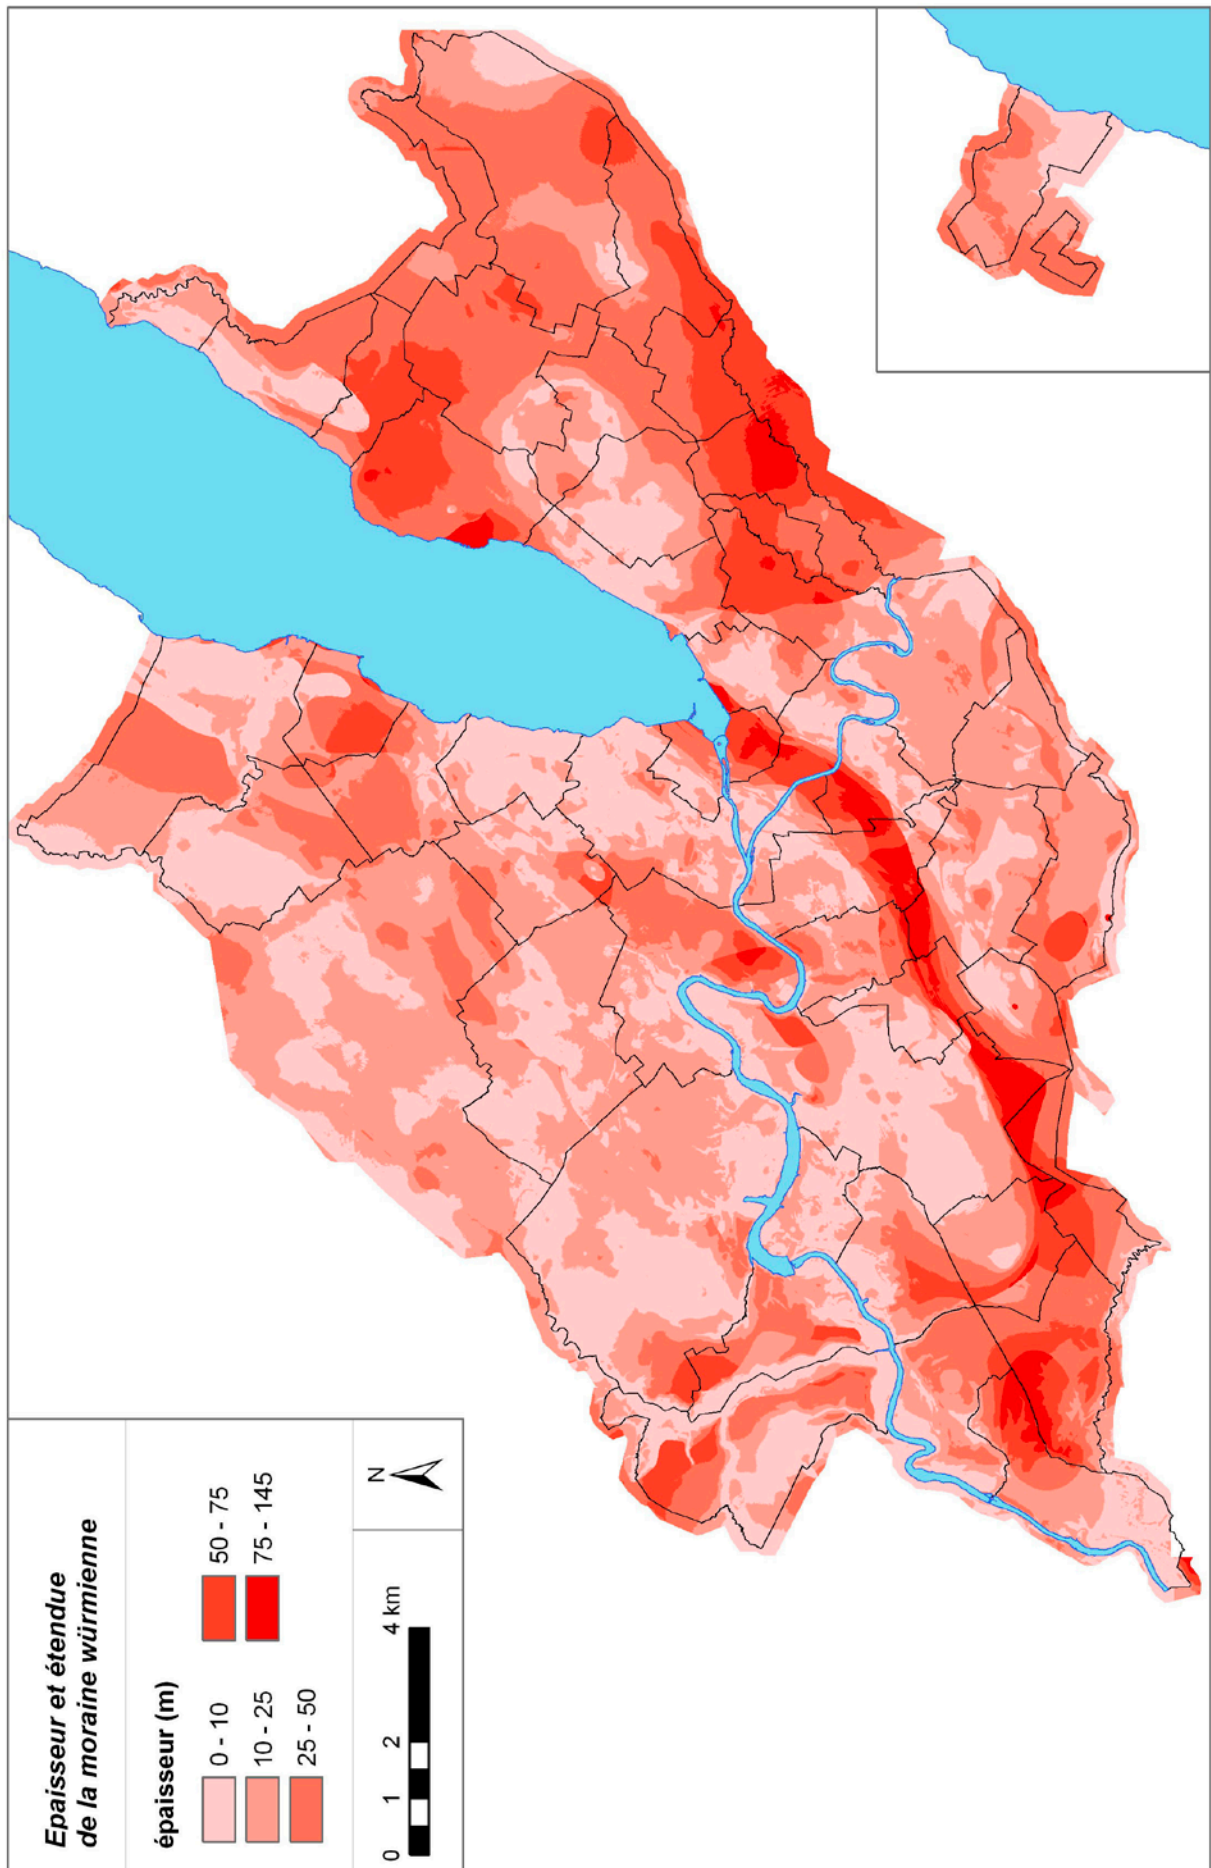 Epaisseur et étendue
de la moraine würmienne
épaisseur (m)
0 - 10
10 - 25
25 - 50
50 - 75
75 - 145
0 1 2 4 km
N